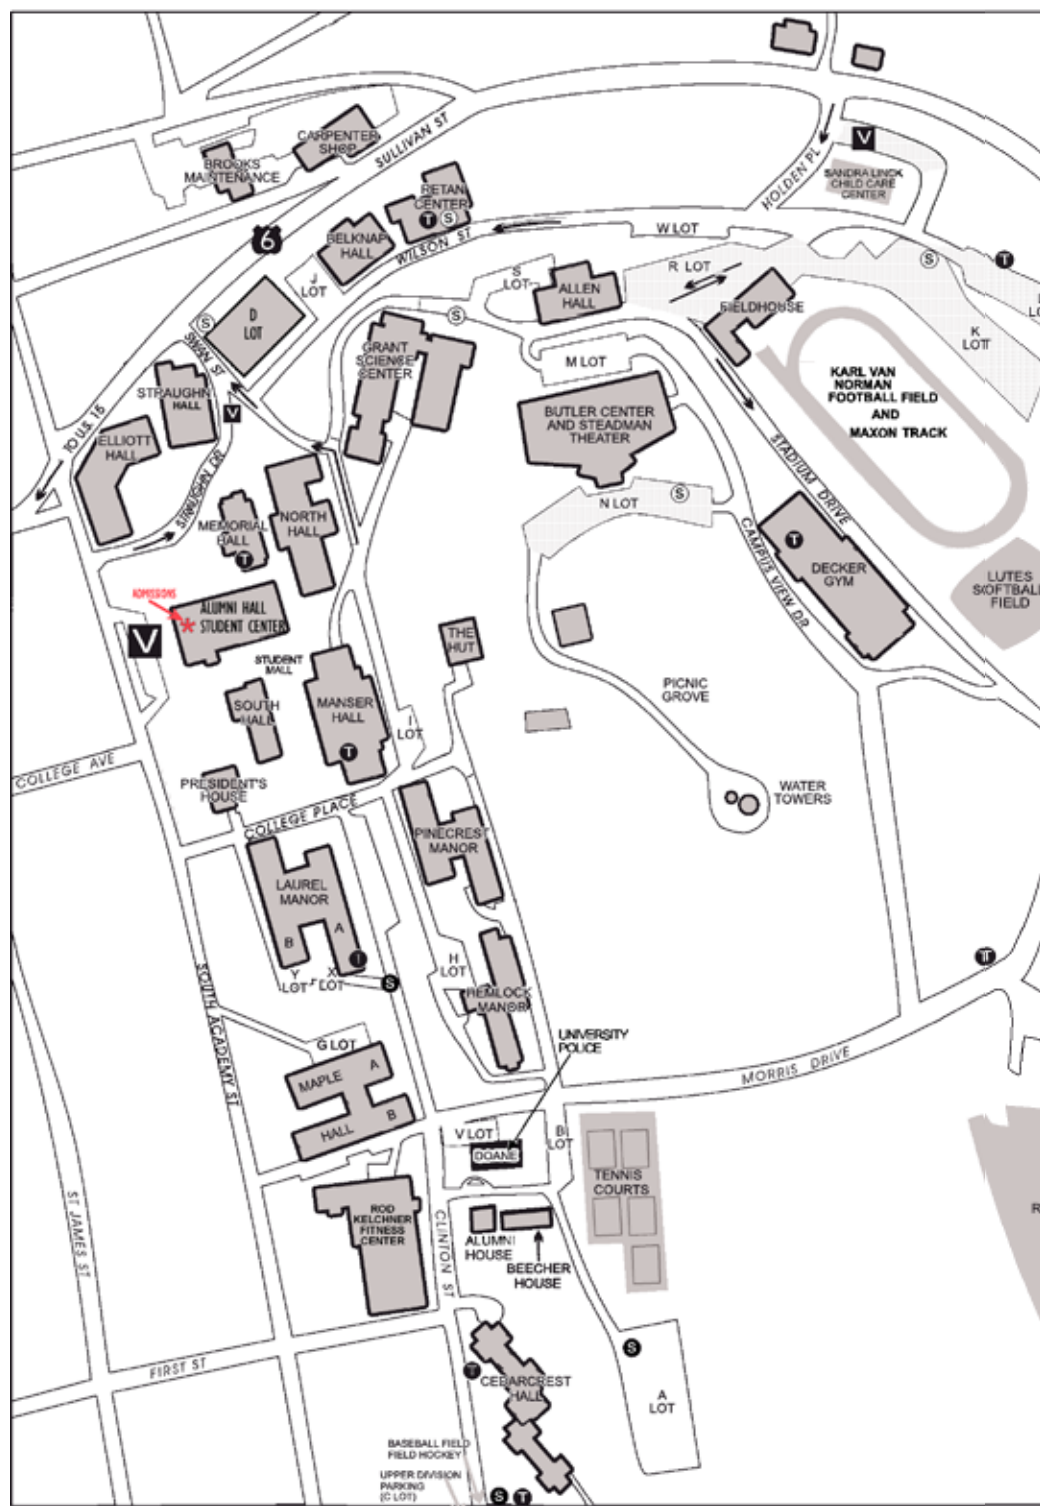 CARPENTER
SHOP
SULLIVAN ST
BROOKS
MAINTENANCE
6
RETAN
CENTER
T
S
BELKNAP
HALL
WILSON ST
HOLDEN PL
V
SANDRA LINCK
CHILD CARE
CENTER
W LOT
T
S
R LOT
S
LOT
ALLEN
HALL
FIELDHOUSE
J
LOT
D
LOT
S
SWAN ST
S
K
LOT
GRANT
SCIENCE
CENTER
M LOT
KARL VAN
NORMAN
FOOTBALL FIELD
AND
MAXON TRACK
STRAUGHN
HALL
V
BUTLER CENTER
AND STEADMAN
THEATER
TO U.S. 15
ELLIOTT
HALL
STRAUGHN DR
STADIUM DRIVE
N LOT
S
MEMORIAL
HALL
T
NORTH
HALL
CAMPUS VIEW DR
T
DECKER
GYM
LUTES
SOFTBALL
FIELD
ADMISSIONS
V
* ALUMNI HALL
STUDENT CENTER
THE
HUT
STUDENT
MALL
SOUTH
HALL
MANSER
HALL
T
I
LOT
PICNIC
GROVE
COLLEGE AVE
PRESIDENT'S
HOUSE
COLLEGE PLACE
WATER
TOWERS
PINECREST
MANOR
LAUREL
MANOR
B
A
T
Y
LOT
X
LOT
S
H
LOT
HEMLOCK
MANOR
T
SOUTH ACADEMY ST
UNIVERSITY
POLICE
G LOT
MAPLE A
HALL B
MORRIS DRIVE
V LOT
DOANE
B
LOT
TENNIS
COURTS
ST JAMES ST
ROD
KELCHNER
FITNESS
CENTER
CLINTON ST
ALUMNI
HOUSE
BEECHER
HOUSE
R
FIRST ST
T
S
CEDARCREST
HALL
A
LOT
BASEBALL FIELD
FIELD HOCKEY
UPPER DIVISION
PARKING
(C LOT)
S T